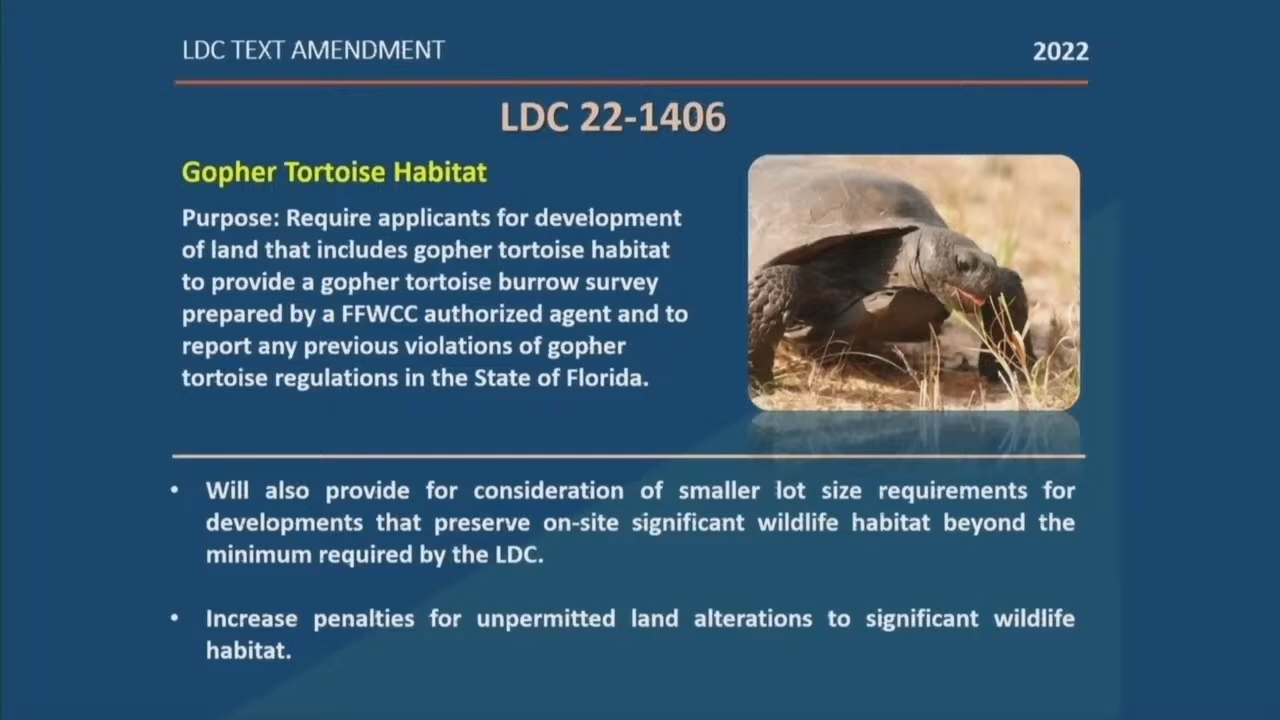 LDC TEXT AMENDMENT
2022
LDC 22-1406
Gopher Tortoise Habitat
Purpose: Require applicants for development
of land that includes gopher tortoise habitat
to provide a gopher tortoise burrow survey
prepared by a FFWCC authorized agent and to
report any previous violations of gopher
tortoise regulations in the State of Florida.
• Will also provide for consideration of smaller lot size requirements for
developments that preserve on-site significant wildlife habitat beyond the
minimum required by the LDC.
• Increase penalties for unpermitted land alterations to significant wildlife
habitat.